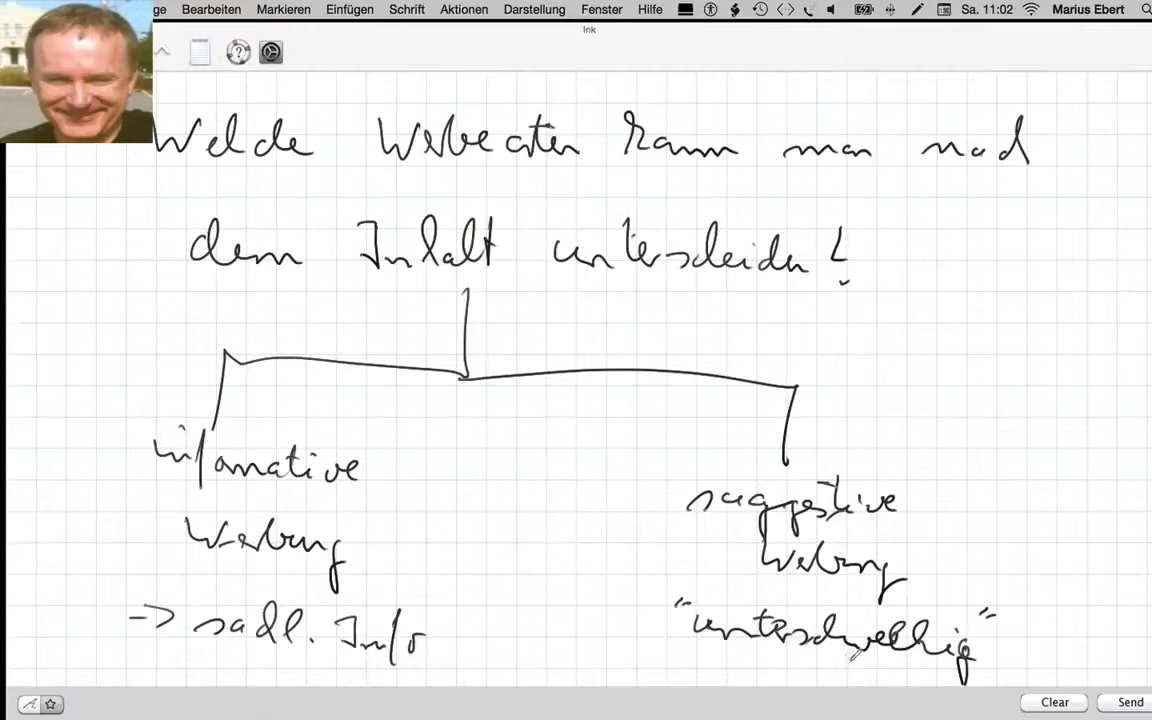 ge Bearbeiten Markieren Einfügen Schrift Aktionen Darstellung Fenster Hilfe Sa. 11:02 Marius Ebert
Ink
Welche Werbearten kann man nach
dem Inhalt unterscheiden?
informative
Werbung
-> sachl. Info
suggestive
Werbung
"unterschwellig"
Clear Send